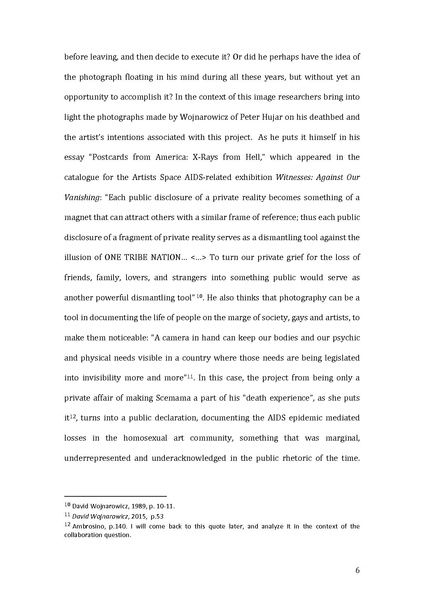 before leaving, and then decide to execute it? Or did he perhaps have the idea of
the photograph floating in his mind during all these years, but without yet an
opportunity to accomplish it? In the context of this image researchers bring into
light the photographs made by Wojnarowicz of Peter Hujar on his deathbed and
the artist's intentions associated with this project.  As he puts it himself in his
essay "Postcards from America: X-Rays from Hell," which appeared in the
catalogue for the Artists Space AIDS-related exhibition Witnesses: Against Our
Vanishing: "Each public disclosure of a private reality becomes something of a
magnet that can attract others with a similar frame of reference; thus each public
disclosure of a fragment of private reality serves as a dismantling tool against the
illusion of ONE TRIBE NATION... <...> To turn our private grief for the loss of
friends, family, lovers, and strangers into something public would serve as
another powerful dismantling tool"10. He also thinks that photography can be a
tool in documenting the life of people on the marge of society, gays and artists, to
make them noticeable: "A camera in hand can keep our bodies and our psychic
and physical needs visible in a country where those needs are being legislated
into invisibility more and more"11. In this case, the project from being only a
private affair of making Scemama a part of his "death experience", as she puts
it12, turns into a public declaration, documenting the AIDS epidemic mediated
losses in the homosexual art community, something that was marginal,
underrepresented and underacknowledged in the public rhetoric of the time.
10 David Wojnarowicz, 1989, p. 10-11.
11 David Wojnarowicz, 2015, p.53
12 Ambrosino, p.140. I will come back to this quote later, and analyze it in the context of the
collaboration question.
6